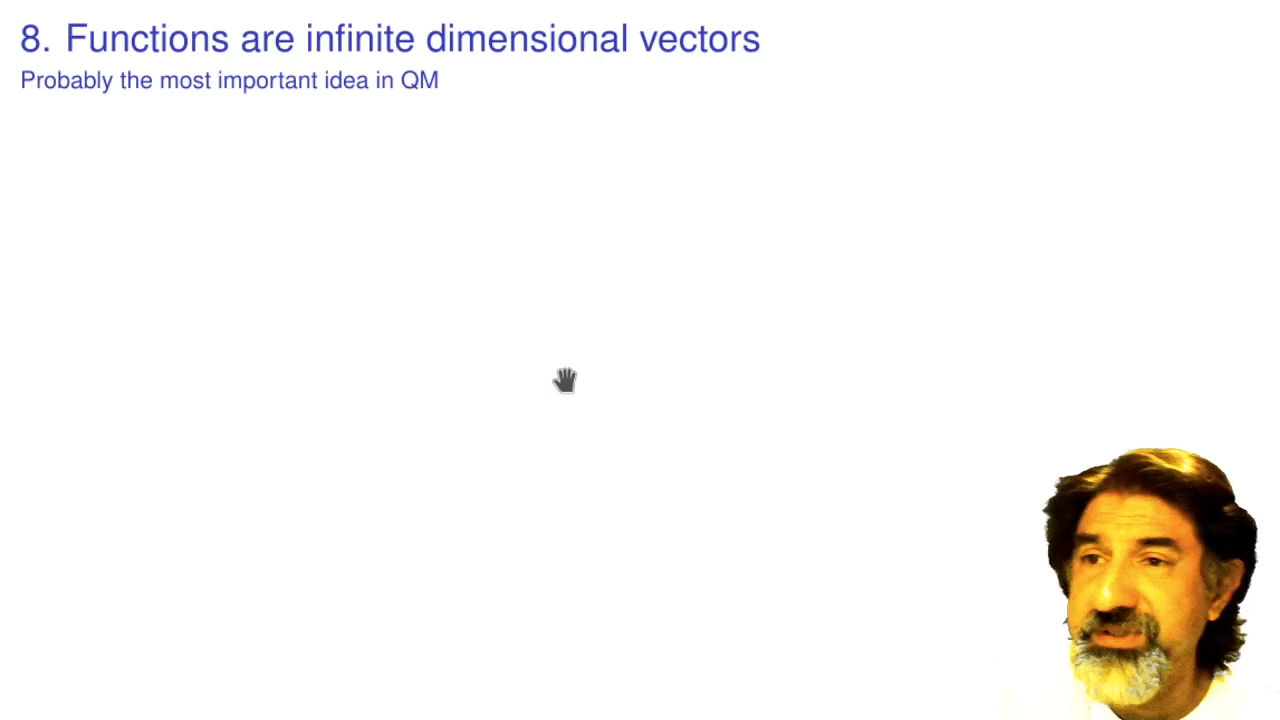 8. Functions are infinite dimensional vectors
Probably the most important idea in QM